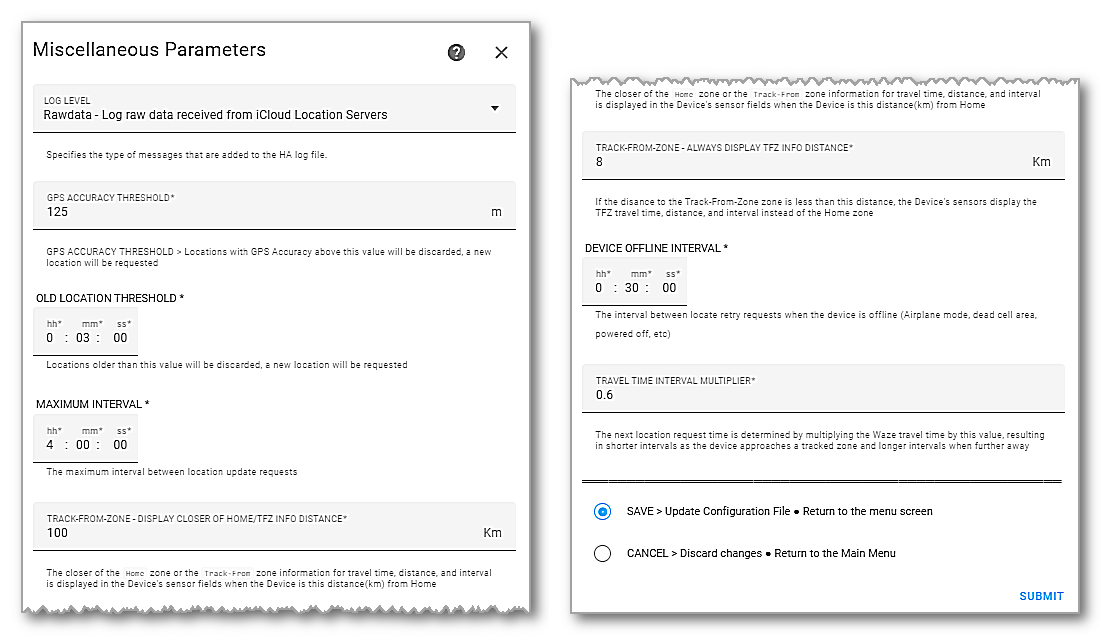 Miscellaneous Parameters
LOG LEVEL
Rawdata - Log raw data received from iCloud Location Servers
Specifies the type of messages that are added to the HA log file.
GPS ACCURACY THRESHOLD*
125 m
GPS ACCURACY THRESHOLD > Locations with GPS Accuracy above this value will be discarded, a new
location will be requested
OLD LOCATION THRESHOLD *
hh* mm* ss*
0 : 03 : 00
Locations older than this value will be discarded, a new location will be requested
MAXIMUM INTERVAL *
hh* mm* ss*
4 : 00 : 00
The maximum interval between location update requests
TRACK-FROM-ZONE - DISPLAY CLOSER OF HOME/TFZ INFO DISTANCE*
100 Km
The closer of the Home zone or the Track-From zone information for travel time, distance, and interval
is displayed in the Device's sensor fields when the Device is this distance(km) from Home
The closer of the Home zone or the Track-From zone information for travel time, distance, and interval
is displayed in the Device's sensor fields when the Device is this distance(km) from Home
TRACK-FROM-ZONE - ALWAYS DISPLAY TFZ INFO DISTANCE*
8 Km
If the disance to the Track-From-Zone zone is less than this distance, the Device's sensors display the
TFZ travel time, distance, and interval instead of the Home zone
DEVICE OFFLINE INTERVAL *
hh* mm* ss*
0 : 30 : 00
The interval between locate retry requests when the device is offline (Airplane mode, dead cell area,
powered off, etc)
TRAVEL TIME INTERVAL MULTIPLIER*
0.6
The next location request time is determined by multiplying the Waze travel time by this value, resulting
in shorter intervals as the device approaches a tracked zone and longer intervals when further away
SAVE > Update Configuration File ● Return to the menu screen
CANCEL > Discard changes ● Return to the Main Menu
SUBMIT